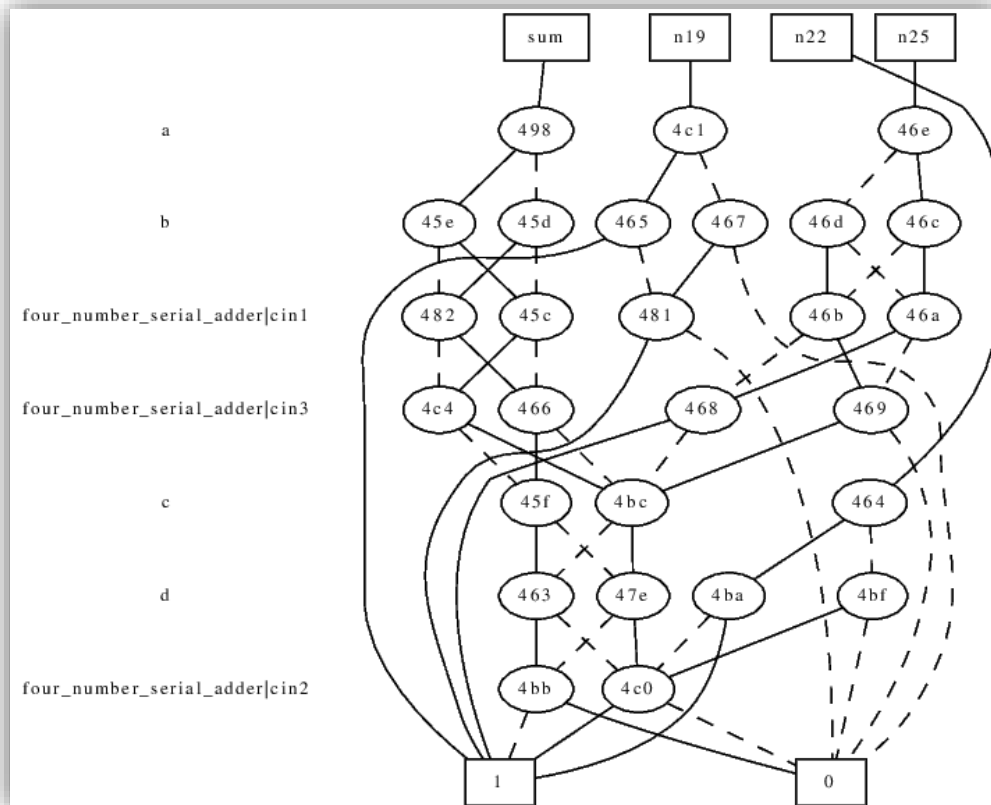 sum n19 n22 n25
a 498 4c1 46e
b 45e 45d 465 467 46d 46c
four_number_serial_adder|cin1 482 45c 481 46b 46a
four_number_serial_adder|cin3 4c4 466 468 469
c 45f 4bc 464
d 463 47e 4ba 4bf
four_number_serial_adder|cin2 4bb 4c0
1 0